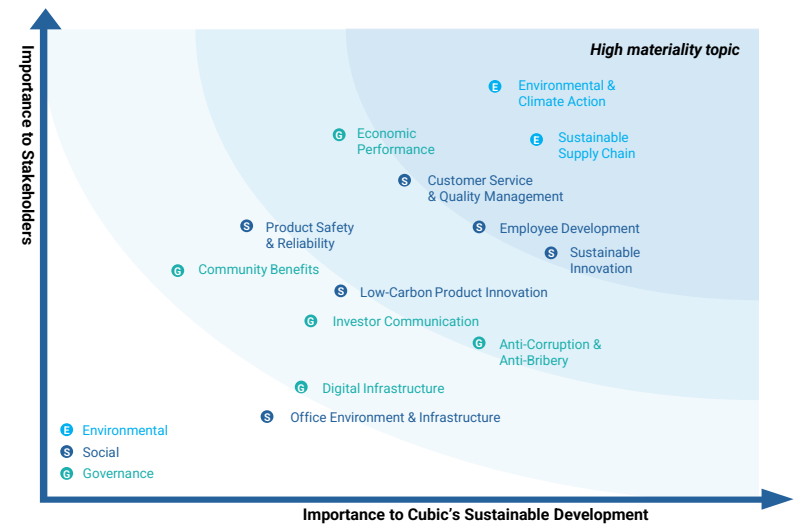 Importance to Stakeholders
High materiality topic
E Environmental &
Climate Action
G Economic
Performance
E Sustainable
Supply Chain
S Customer Service
& Quality Management
S Product Safety
& Reliability
S Employee Development
S Sustainable
Innovation
G Community Benefits
S Low-Carbon Product Innovation
G Investor Communication
G Anti-Corruption &
Anti-Bribery
G Digital Infrastructure
S Office Environment & Infrastructure
E Environmental
S Social
G Governance
Importance to Cubic's Sustainable Development